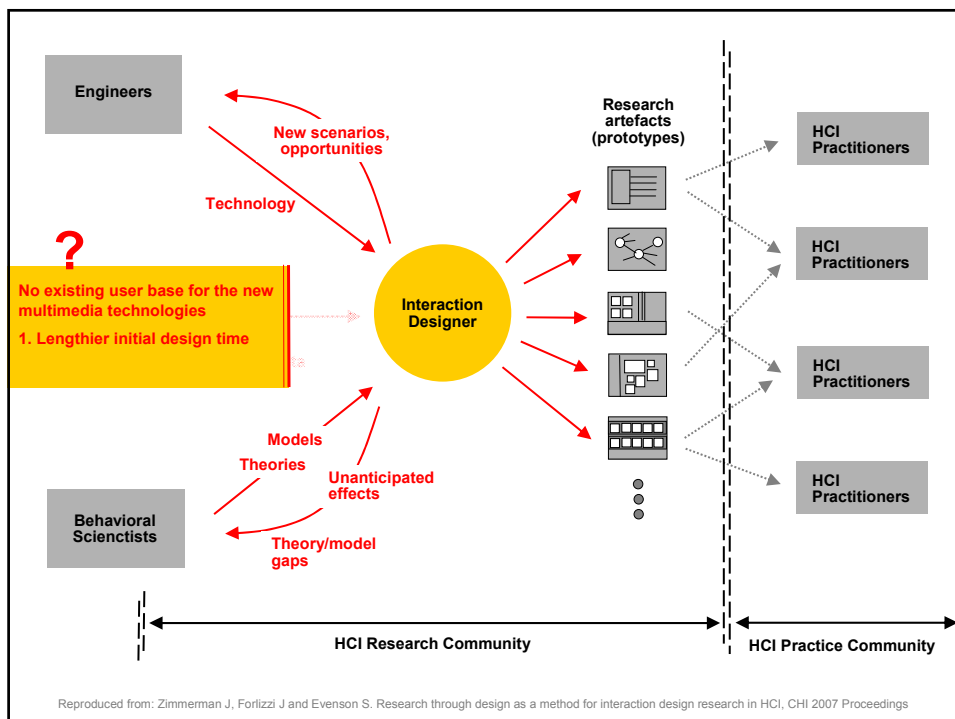 Engineers
New scenarios,
opportunities
Technology
?
No existing user base for the new
multimedia technologies
1. Lengthier initial design time
Interaction
Designer
Models
Theories
Unanticipated
effects
Theory/model
gaps
Behavioral
Scienctists
Research
artefacts
(prototypes)
HCI
Practitioners
HCI
Practitioners
HCI
Practitioners
HCI
Practitioners
HCI Research Community
HCI Practice Community
Reproduced from: Zimmerman J, Forlizzi J and Evenson S. Research through design as a method for interaction design research in HCI, CHI 2007 Proceedings